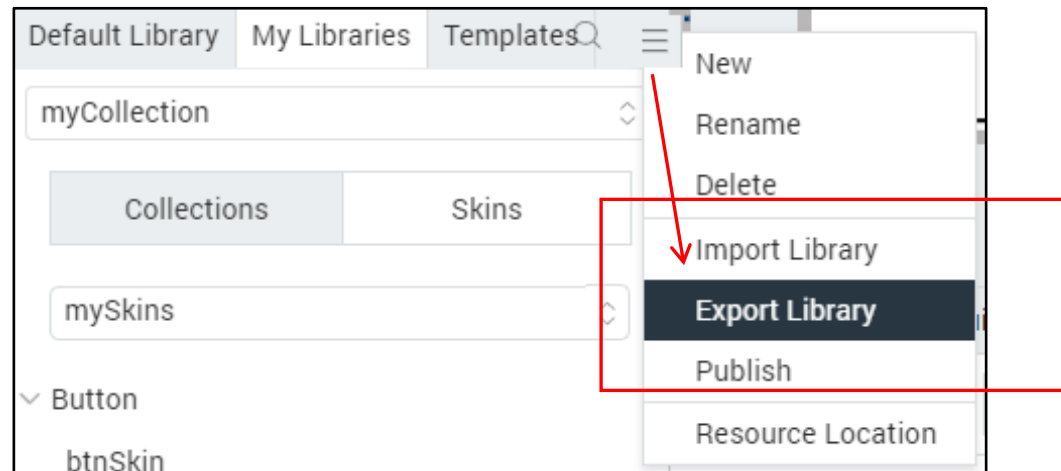 Default Library My Libraries Templates
myCollection
Collections Skins
mySkins
Button
btnSkin
New
Rename
Delete
Import Library
Export Library
Publish
Resource Location